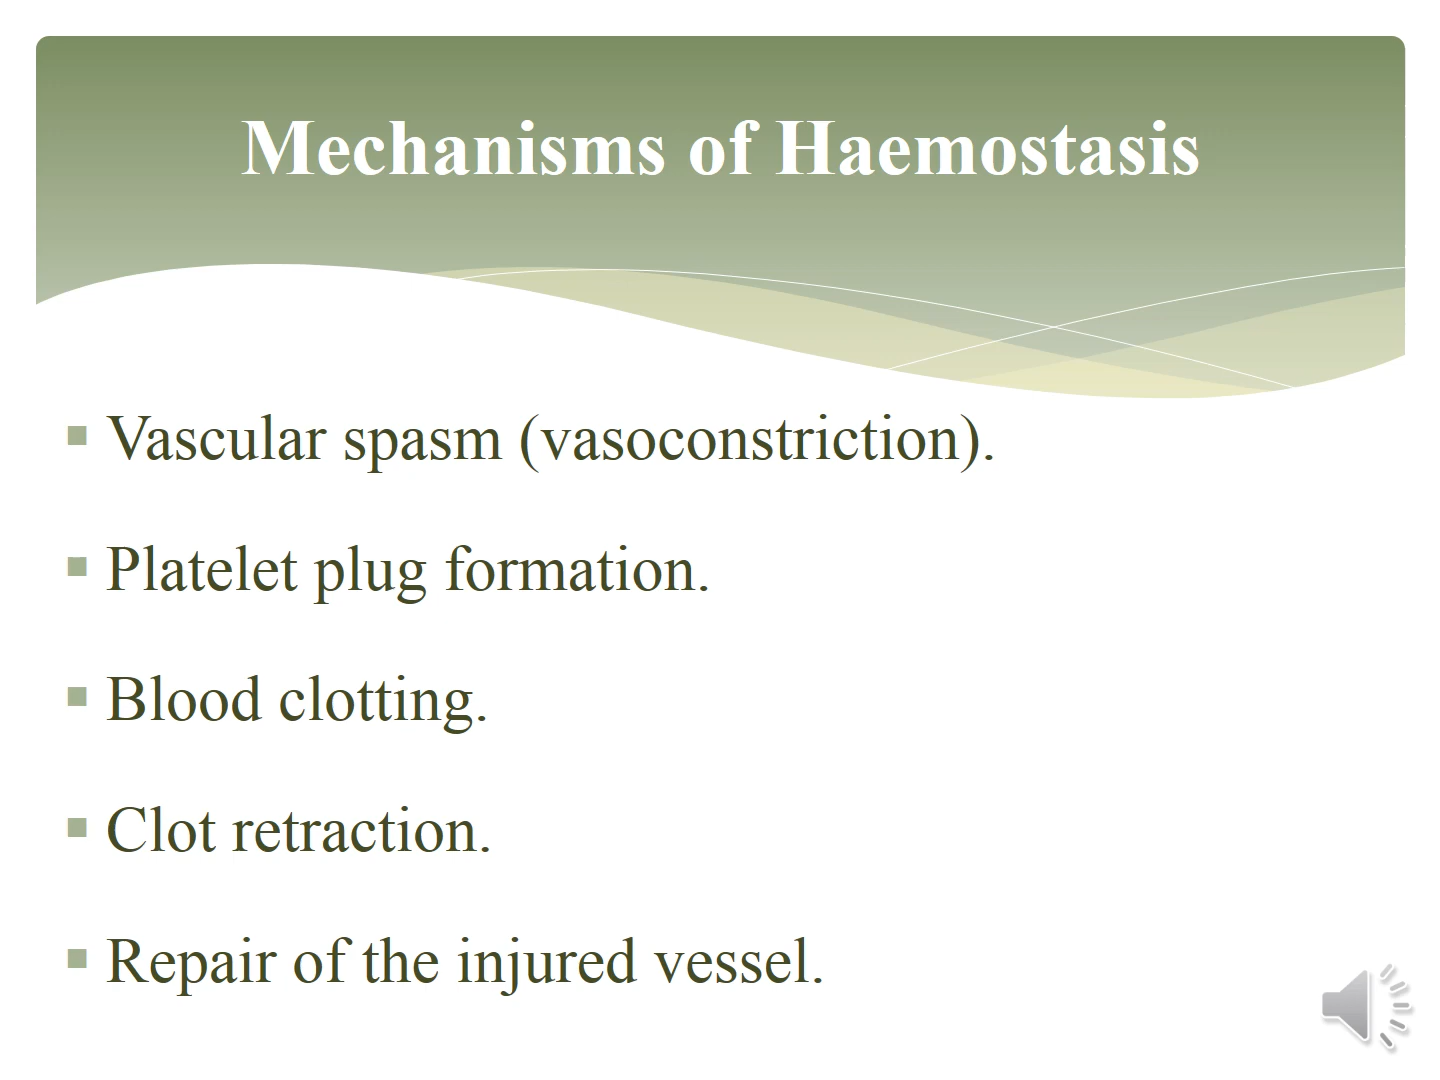 Mechanisms of Haemostasis
▪ Vascular spasm (vasoconstriction).
▪ Platelet plug formation.
▪ Blood clotting.
▪ Clot retraction.
▪ Repair of the injured vessel.